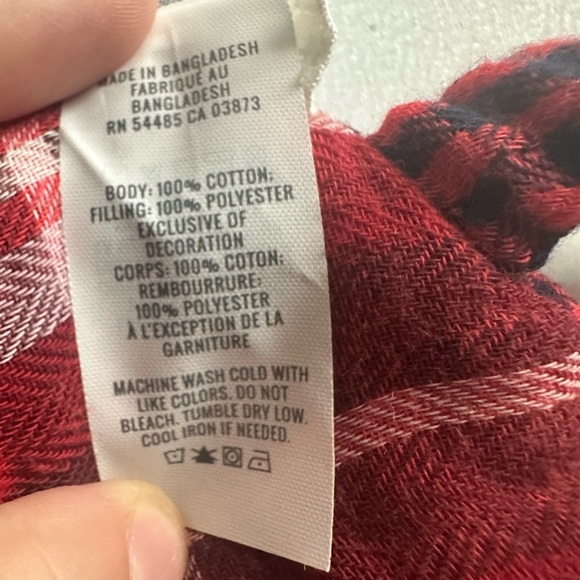 MADE IN BANGLADESH
FABRIQUÉ AU
BANGLADESH
RN 54485 CA 03873
BODY: 100% COTTON;
FILLING: 100% POLYESTER
EXCLUSIVE OF
DECORATION
CORPS: 100% COTON;
REMBOURRURE:
100% POLYESTER
À L'EXCEPTION DE LA
GARNITURE
MACHINE WASH COLD WITH
LIKE COLORS. DO NOT
BLEACH. TUMBLE DRY LOW.
COOL IRON IF NEEDED.